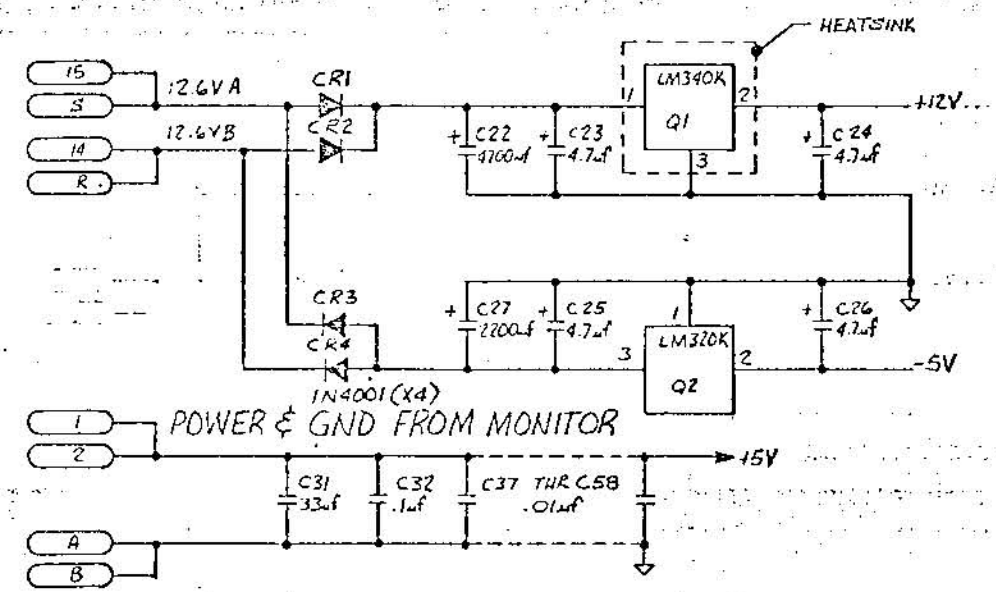 HEATSINK
15
S
12.6VA
CR1
1
LM340K
Q1
2
3
+12V
14
R
12.6VB
CR2
+ C22
4700uf
+ C23
4.7uf
+ C24
4.7uf
CR3
CR4
1N4001 (X4)
+ C27
2200uf
+ C25
4.7uf
1
LM320K
Q2
3
2
+ C26
4.7uf
-5V
1
2
POWER & GND FROM MONITOR
+5V
C31
33uf
C32
.1uf
C37 THR C58
.01uf
A
B